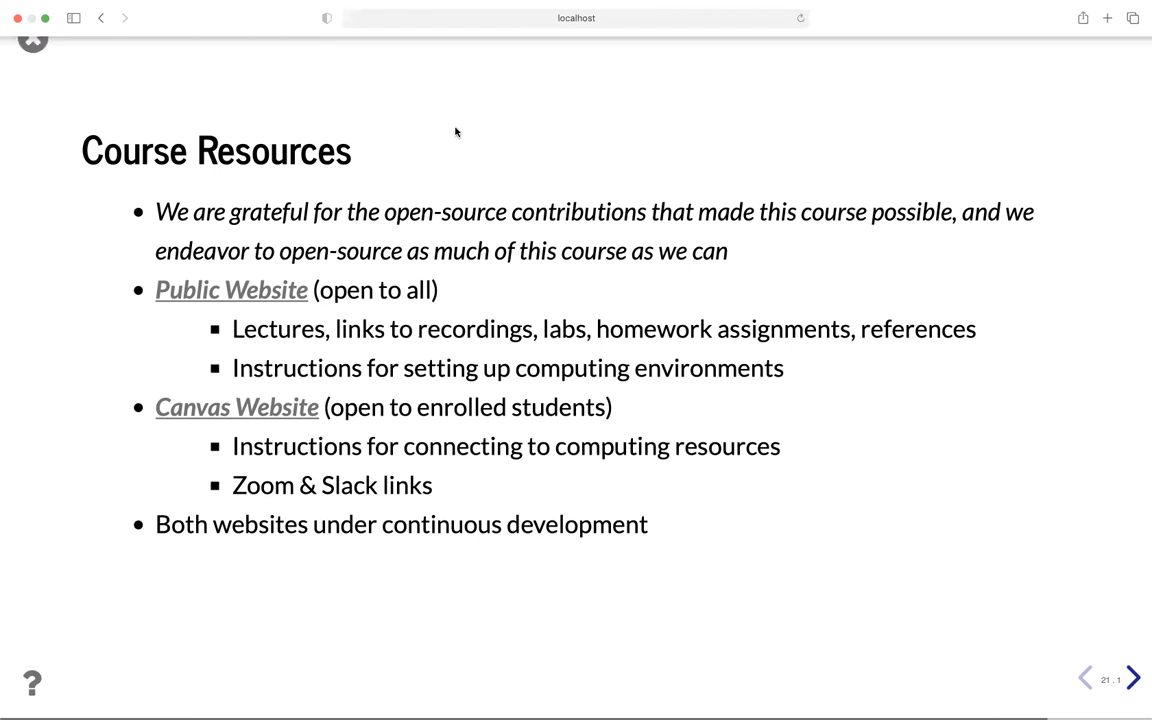 localhost
Course Resources
• We are grateful for the open-source contributions that made this course possible, and we
endeavor to open-source as much of this course as we can
• Public Website (open to all)
▪ Lectures, links to recordings, labs, homework assignments, references
▪ Instructions for setting up computing environments
• Canvas Website (open to enrolled students)
▪ Instructions for connecting to computing resources
▪ Zoom & Slack links
• Both websites under continuous development
?
21 . 1